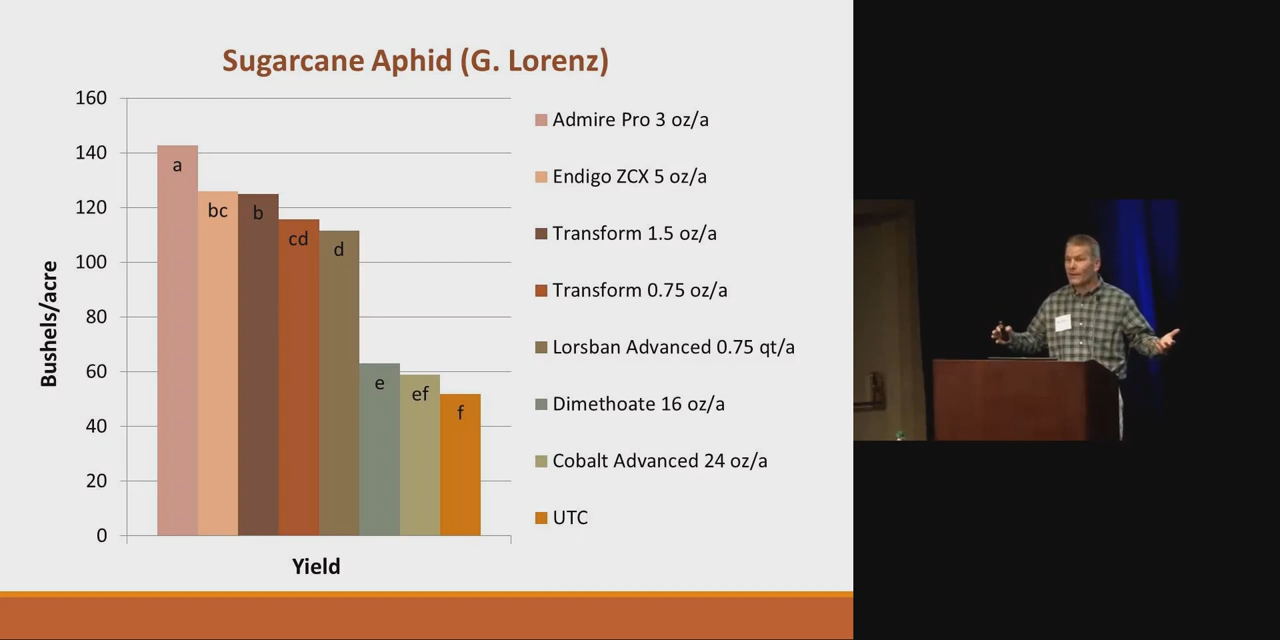 Sugarcane Aphid (G. Lorenz)
160
140
120
100
80
60
40
20
0
Bushels/acre
a
bc
b
cd
d
e
ef
f
Yield
Admire Pro 3 oz/a
Endigo ZCX 5 oz/a
Transform 1.5 oz/a
Transform 0.75 oz/a
Lorsban Advanced 0.75 qt/a
Dimethoate 16 oz/a
Cobalt Advanced 24 oz/a
UTC